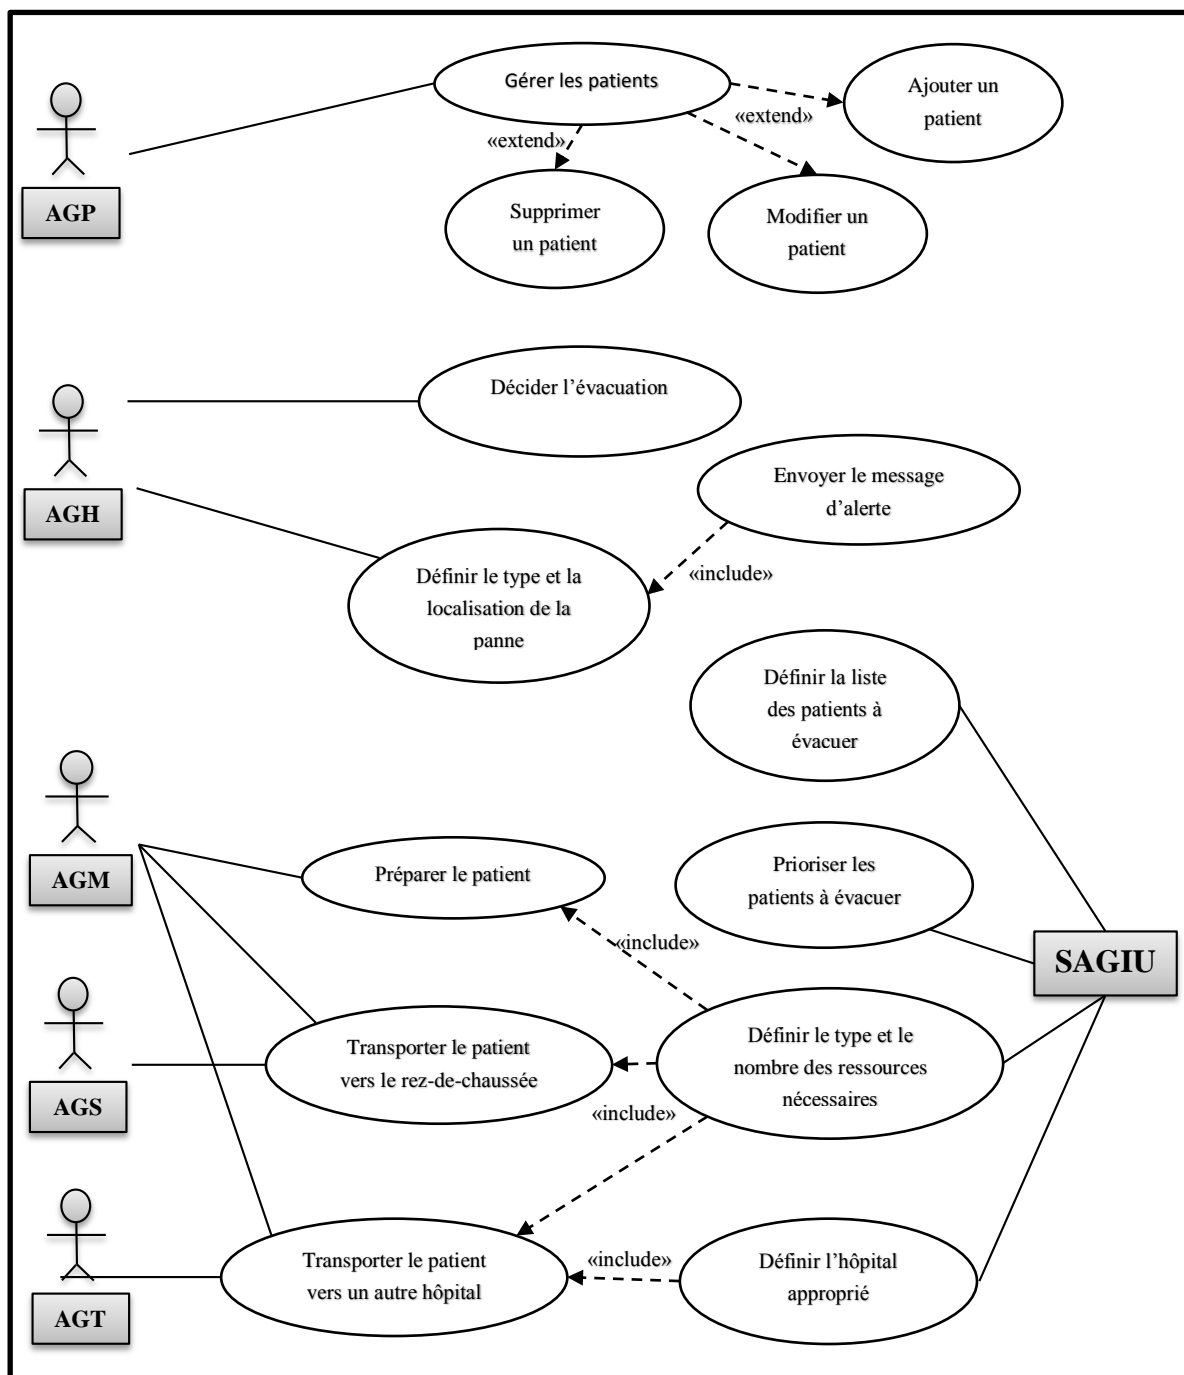 Gérer les patients
Ajouter un
patient
«extend»
«extend»
AGP
Supprimer
un patient
Modifier un
patient
Décider l’évacuation
Envoyer le message
d’alerte
AGH
«include»
Définir le type et la
localisation de la
panne
Définir la liste
des patients à
évacuer
AGM
Préparer le patient
Prioriser les
patients à évacuer
«include»
SAGIU
AGS
Transporter le patient
vers le rez-de-chaussée
Définir le type et le
nombre des ressources
nécessaires
«include»
AGT
Transporter le patient
vers un autre hôpital
«include»
Définir l’hôpital
approprié